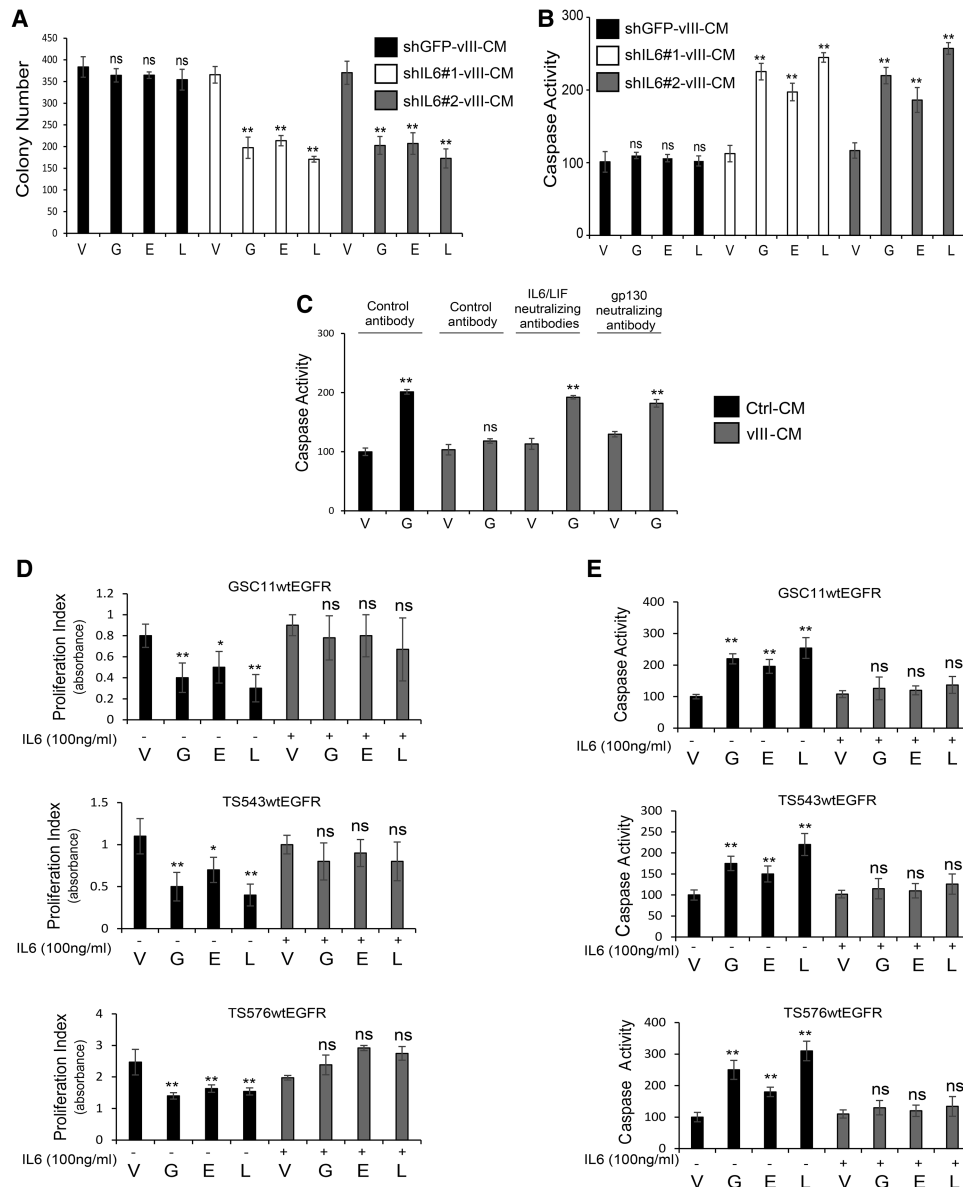 A
Colony Number
450
400
350
300
250
200
150
100
50
0
ns ns ns
** ** **
** ** **
V G E L V G E L V G E L
shGFP-vIII-CM
shIL6#1-vIII-CM
shIL6#2-vIII-CM
B
Caspase Activity
300
200
100
0
ns ns ns
** ** **
** ** **
V G E L V G E L V G E L
shGFP-vIII-CM
shIL6#1-vIII-CM
shIL6#2-vIII-CM
C
Control
antibody
Control
antibody
IL6/LIF
neutralizing
antibodies
gp130
neutralizing
antibody
Caspase Activity
300
200
100
0
** ns ** **
V G V G V G V G
Ctrl-CM
vIII-CM
D
GSC11wtEGFR
Proliferation Index
(absorbance)
1.2
1
0.8
0.6
0.4
0.2
0
** * ** ns ns ns
IL6 (100ng/ml) - - - - + + + +
V G E L V G E L
TS543wtEGFR
Proliferation Index
(absorbance)
1.5
1
0.5
0
** * ** ns ns ns
IL6 (100ng/ml) - - - - + + + +
V G E L V G E L
TS576wtEGFR
Proliferation Index
(absorbance)
4
3
2
1
0
** ** ** ns ns ns
IL6 (100ng/ml) - - - - + + + +
V G E L V G E L
E
GSC11wtEGFR
Caspase Activity
400
300
200
100
0
** ** ** ns ns ns
IL6 (100ng/ml) - - - - + + + +
V G E L V G E L
TS543wtEGFR
Caspase Activity
300
250
200
150
100
50
0
** ** ** ns ns ns
IL6 (100ng/ml) - - - - + + + +
V G E L V G E L
TS576wtEGFR
Caspase Activity
400
300
200
100
0
** ** ** ns ns ns
IL6 (100ng/ml) - - - - + + + +
V G E L V G E L